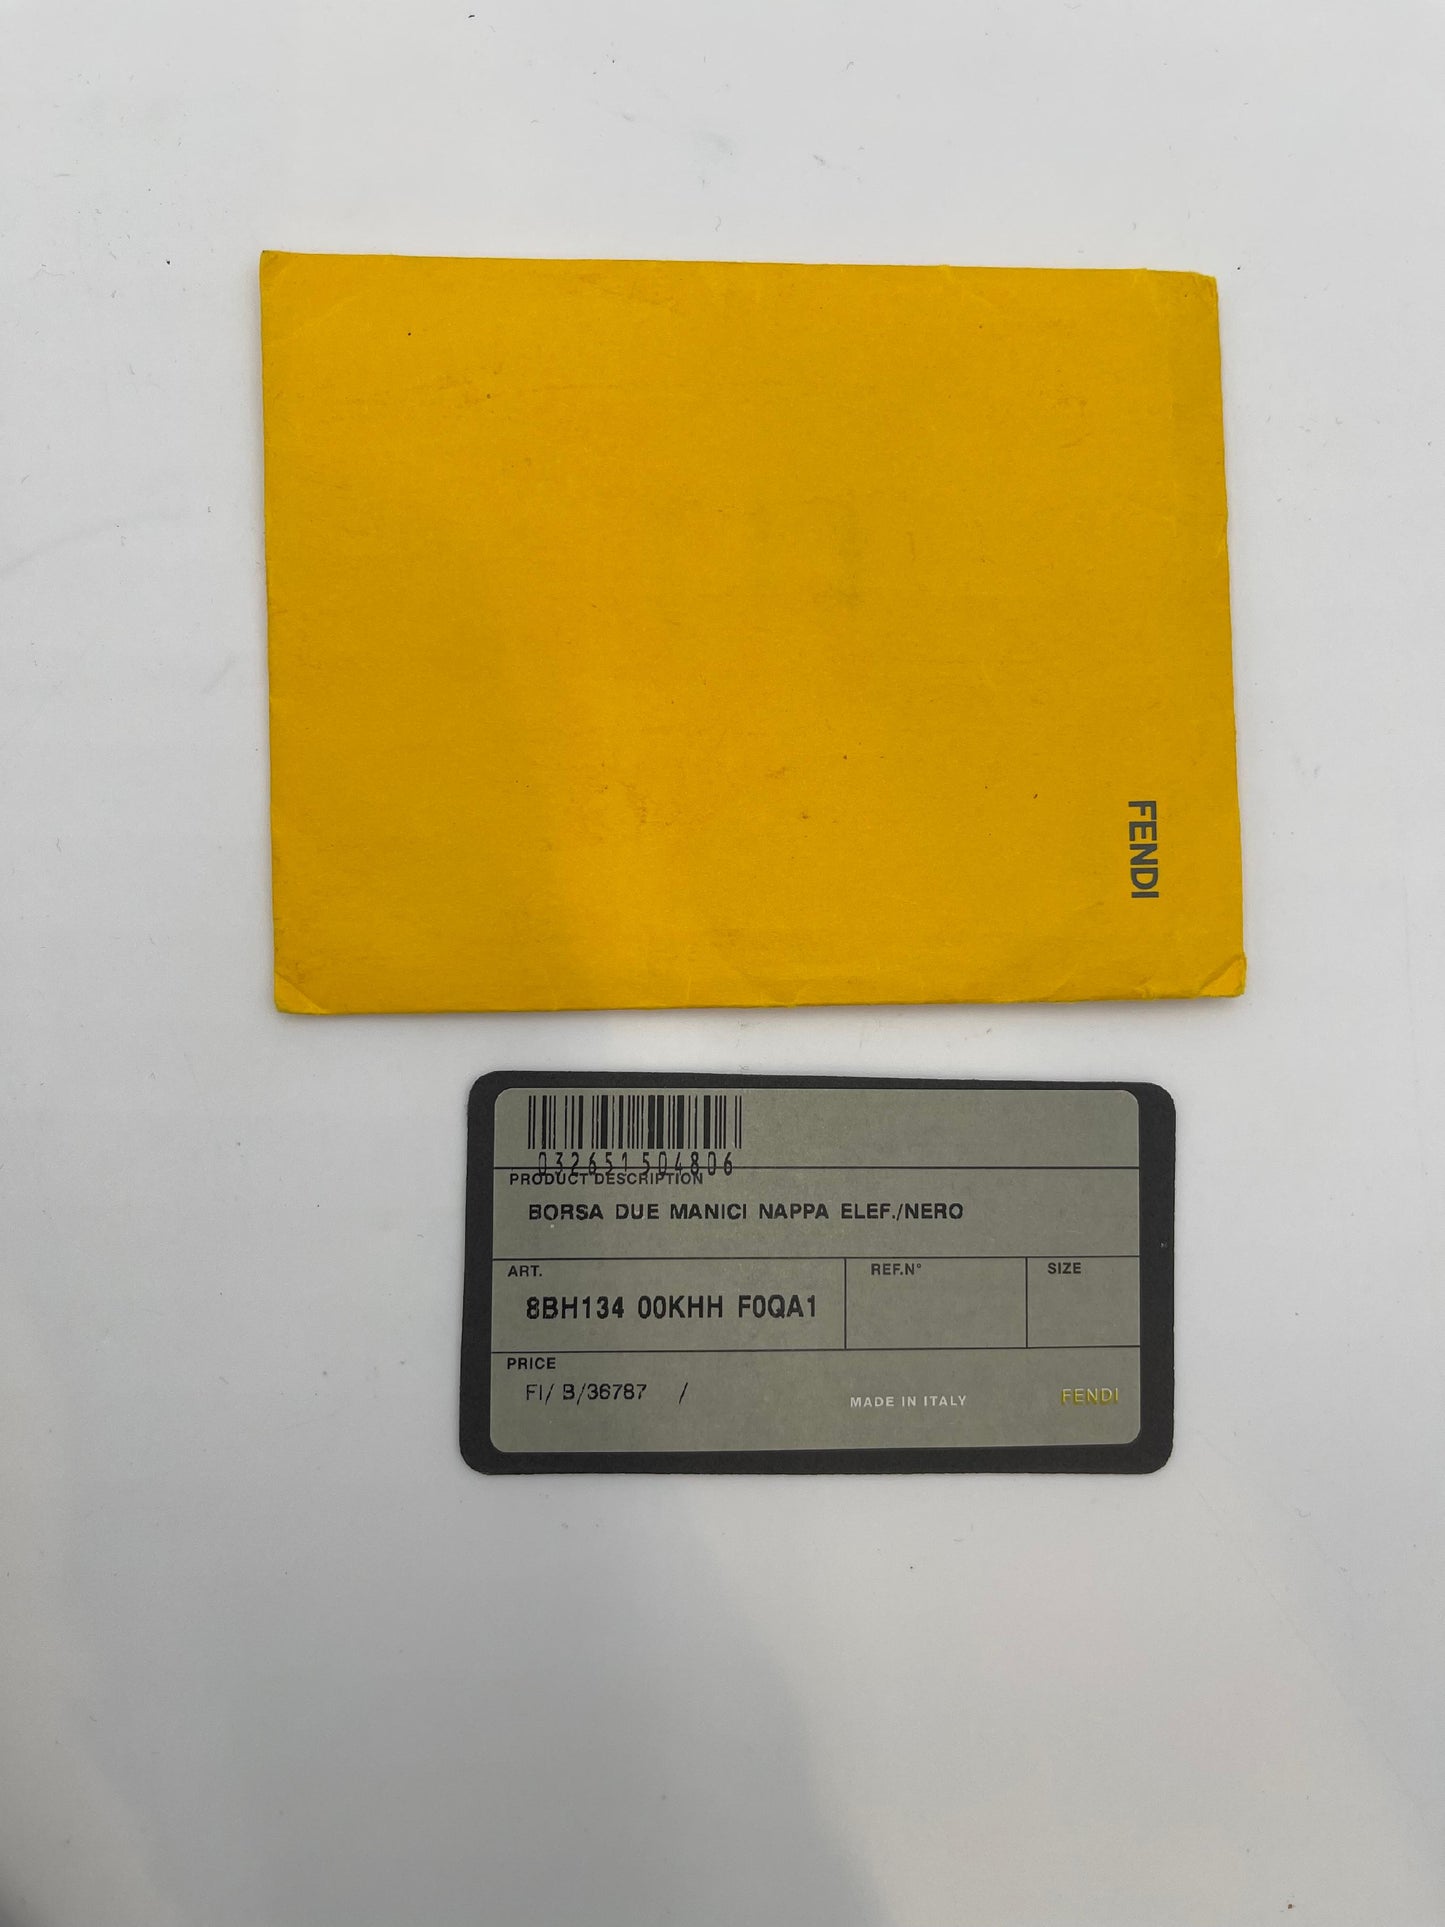 FENDI
032651504806
PRODUCT DESCRIPTION
BORSA DUE MANICI NAPPA ELEF./NERO
ART. REF.N° SIZE
8BH134 00KHH F0QA1
PRICE
FI/ B/36787 /
MADE IN ITALY FENDI